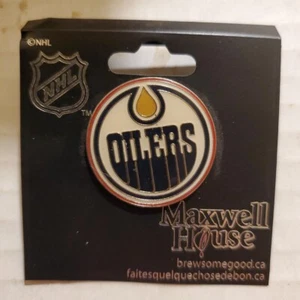 ©NHL
NHL
OILERS
Maxwell
House
brewsomegood.ca
faitesquelquechosedebon.ca